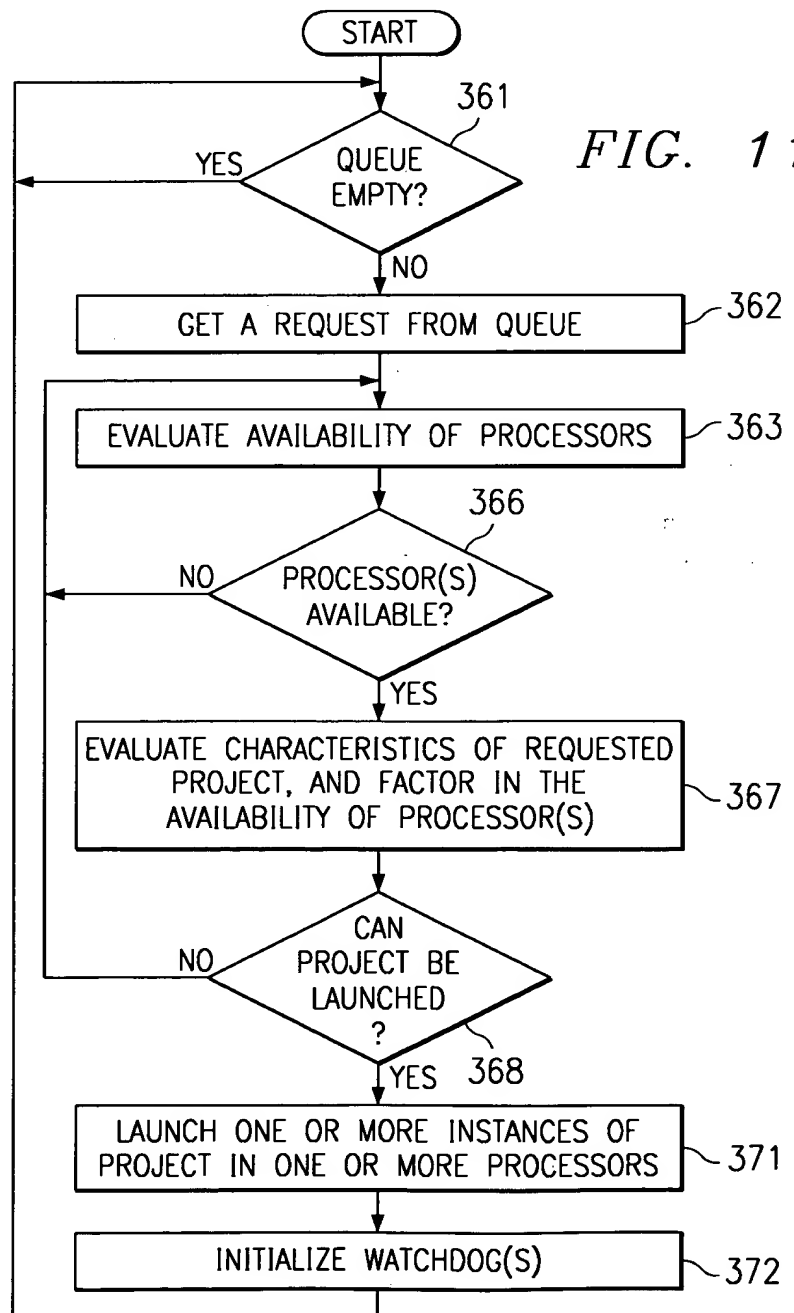 START
361
FIG. 11
YES
QUEUE
EMPTY?
NO
GET A REQUEST FROM QUEUE
362
EVALUATE AVAILABILITY OF PROCESSORS
363
366
NO
PROCESSOR(S)
AVAILABLE?
YES
EVALUATE CHARACTERISTICS OF REQUESTED
PROJECT, AND FACTOR IN THE
AVAILABILITY OF PROCESSOR(S)
367
NO
CAN
PROJECT BE
LAUNCHED
?
368
YES
LAUNCH ONE OR MORE INSTANCES OF
PROJECT IN ONE OR MORE PROCESSORS
371
INITIALIZE WATCHDOG(S)
372